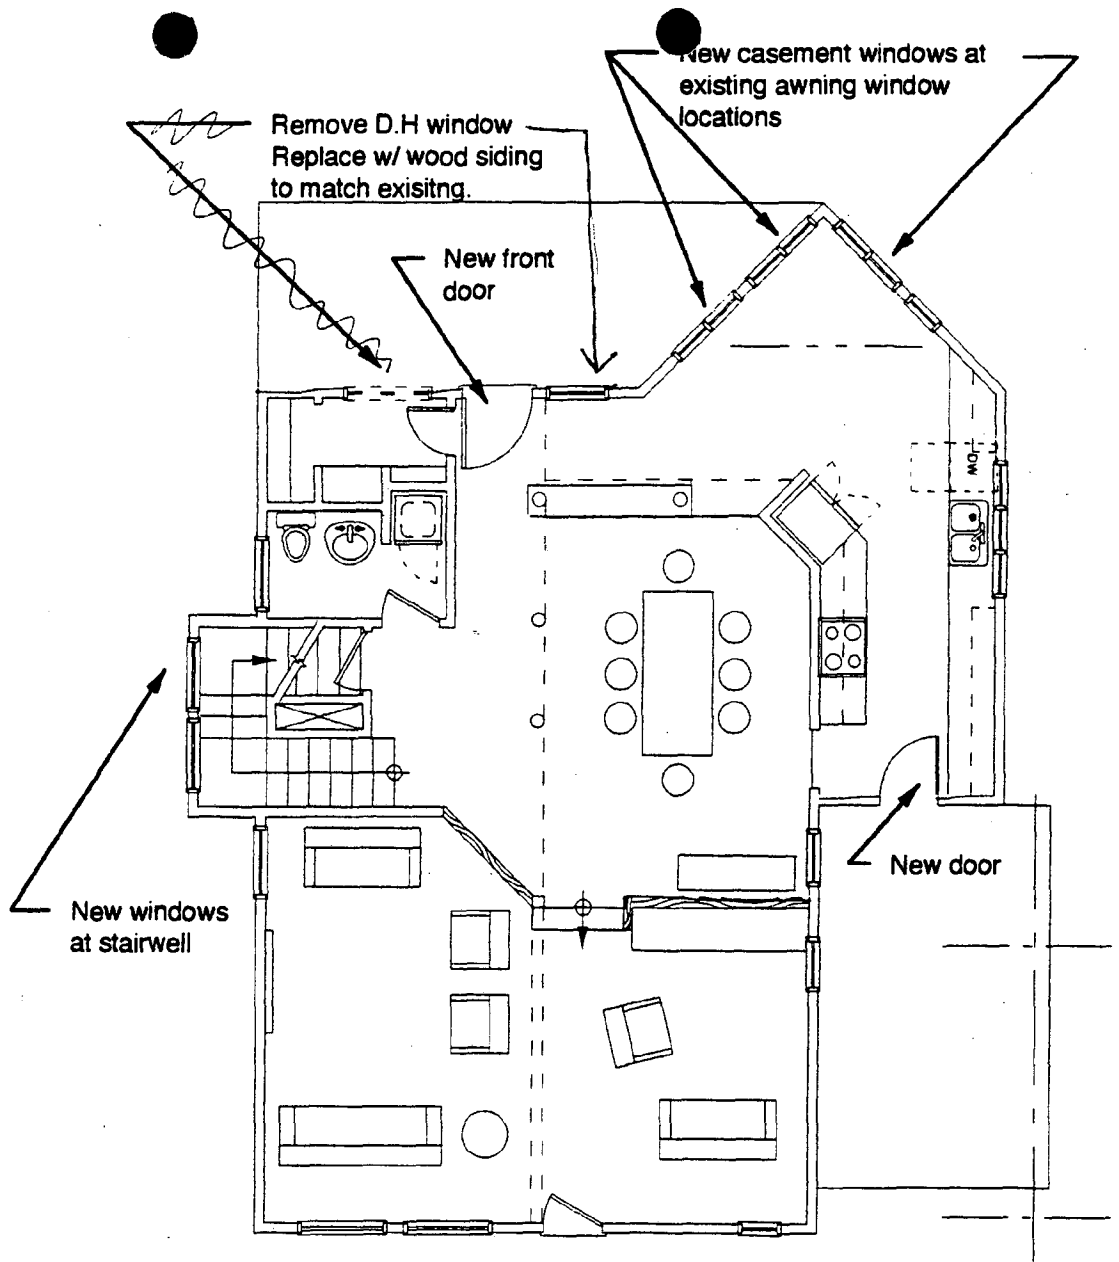 New casement windows at
existing awning window
locations
Remove D.H window
Replace w/ wood siding
to match exisitng.
New front
door
DW
New door
New windows
at stairwell